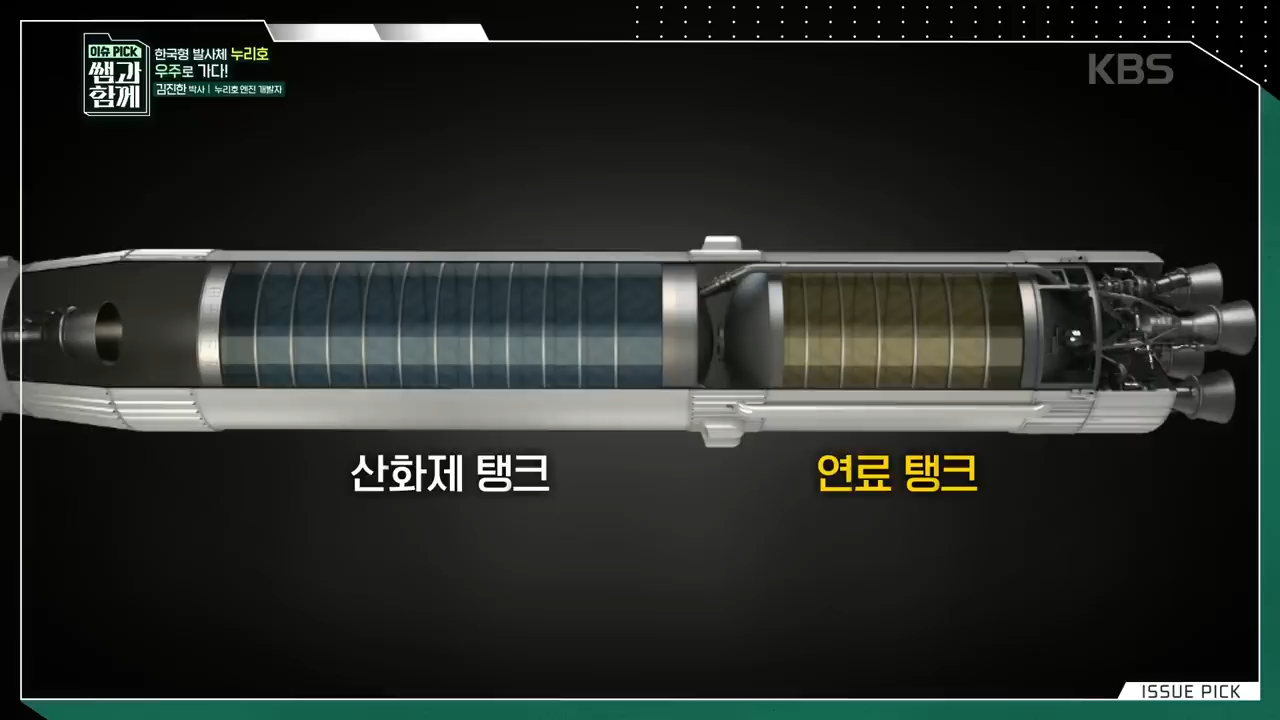 이슈 PICK
쌤과
함께
한국형 발사체 누리호
우주로 가다!
김진한 박사 | 누리호 엔진 개발자
KBS
산화제 탱크
연료 탱크
ISSUE PICK